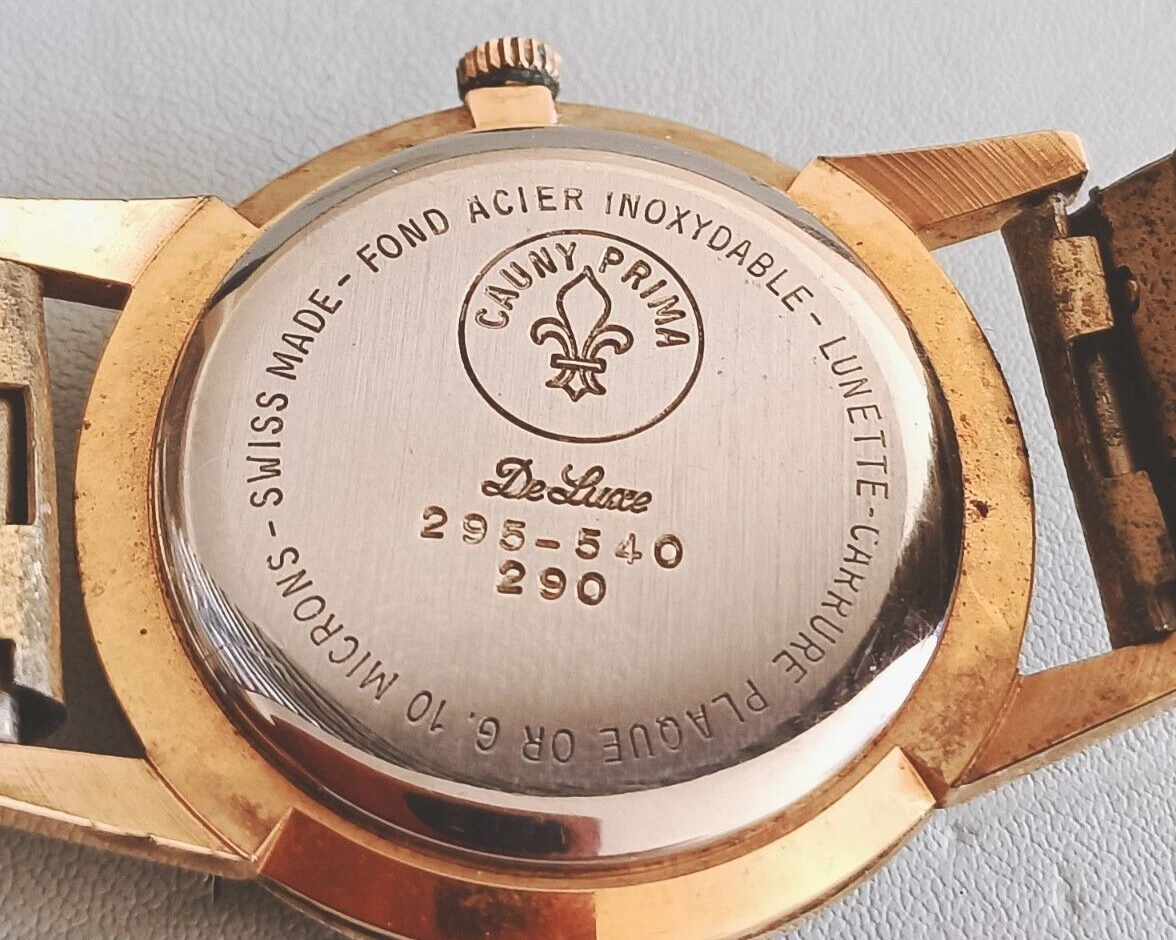 SWISS MADE - FOND ACIER INOXYDABLE - LUNETTE - CARRURE PLAQUE OR G. 10 MICRONS -
CAUNY PRIMA
De Luxe
295-540
290